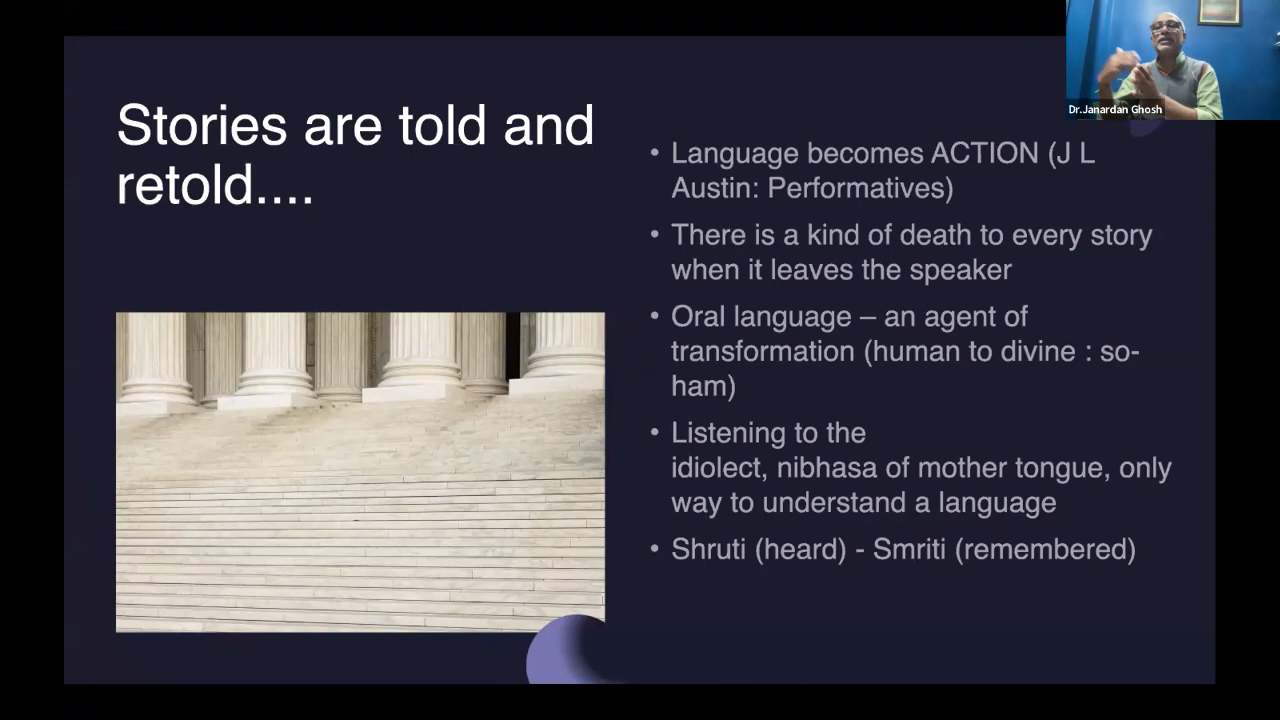 Stories are told and
retold....
Dr.Janardan Ghosh
• Language becomes ACTION (J L
Austin: Performatives)
• There is a kind of death to every story
when it leaves the speaker
• Oral language – an agent of
transformation (human to divine : so-
ham)
• Listening to the
idiolect, nibhasa of mother tongue, only
way to understand a language
• Shruti (heard) - Smriti (remembered)